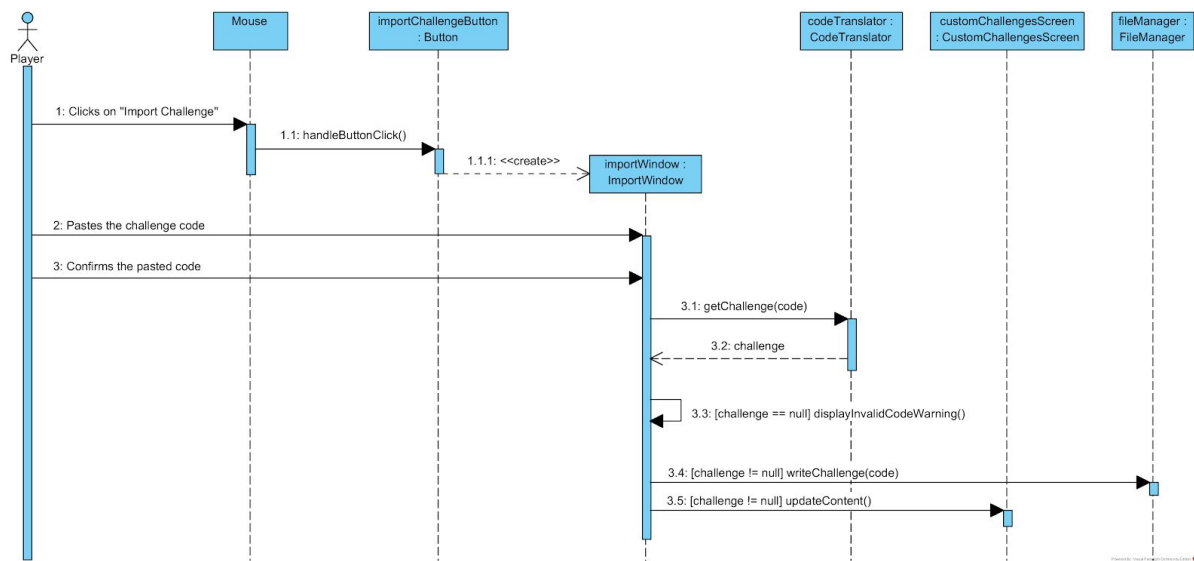 Player
Mouse
importChallengeButton
: Button
codeTranslator :
CodeTranslator
customChallengesScreen
: CustomChallengesScreen
fileManager :
FileManager
1: Clicks on "Import Challenge"
1.1: handleButtonClick()
1.1.1: <<create>>
importWindow :
ImportWindow
2: Pastes the challenge code
3: Confirms the pasted code
3.1: getChallenge(code)
3.2: challenge
3.3: [challenge == null] displayInvalidCodeWarning()
3.4: [challenge != null] writeChallenge(code)
3.5: [challenge != null] updateContent()